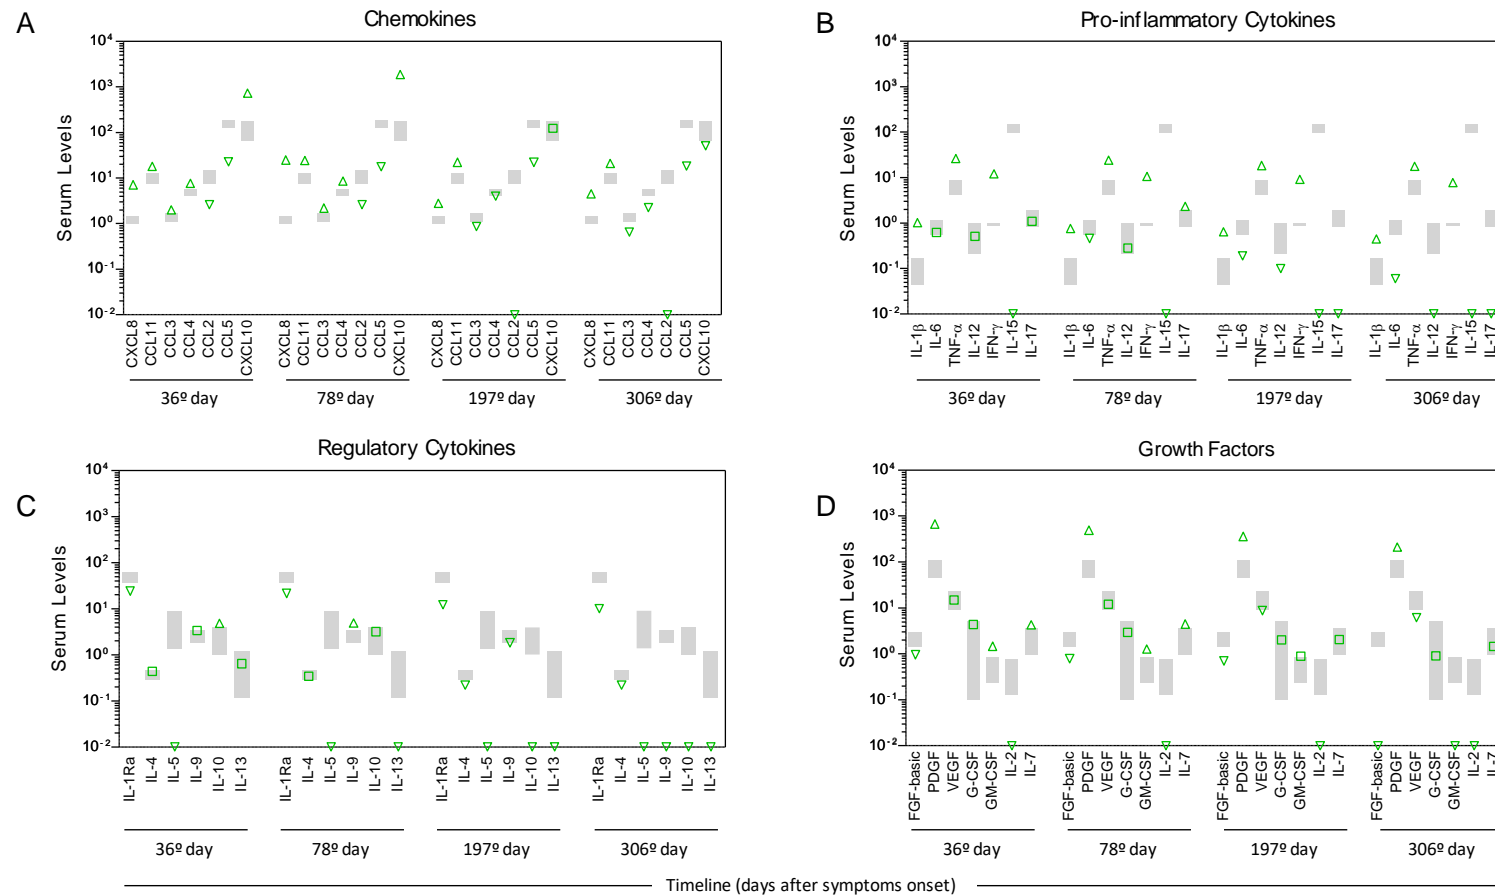 A
Chemokines
Serum Levels
10⁴
10³
10²
10¹
10⁰
10⁻¹
10⁻²
CXCL8 CCL11 CCL3 CCL4 CCL2 CCL5 CXCL10 CXCL8 CCL11 CCL3 CCL4 CCL2 CCL5 CXCL10 CXCL8 CCL11 CCL3 CCL4 CCL2 CCL5 CXCL10 CXCL8 CCL11 CCL3 CCL4 CCL2 CCL5 CXCL10
36º day 78º day 197º day 306º day
B
Pro-inflammatory Cytokines
Serum Levels
10⁴
10³
10²
10¹
10⁰
10⁻¹
10⁻²
IL-1β IL-6 TNF-α IL-12 IFN-γ IL-15 IL-17 IL-1β IL-6 TNF-α IL-12 IFN-γ IL-15 IL-17 IL-1β IL-6 TNF-α IL-12 IFN-γ IL-15 IL-17 IL-1β IL-6 TNF-α IL-12 IFN-γ IL-15 IL-17
36º day 78º day 197º day 306º day
C
Regulatory Cytokines
Serum Levels
10⁴
10³
10²
10¹
10⁰
10⁻¹
10⁻²
IL-1Ra IL-4 IL-5 IL-9 IL-10 IL-13 IL-1Ra IL-4 IL-5 IL-9 IL-10 IL-13 IL-1Ra IL-4 IL-5 IL-9 IL-10 IL-13 IL-1Ra IL-4 IL-5 IL-9 IL-10 IL-13
36º day 78º day 197º day 306º day
D
Growth Factors
Serum Levels
10⁴
10³
10²
10¹
10⁰
10⁻¹
10⁻²
FGF-basic PDGF VEGF G-CSF GM-CSF IL-2 IL-7 FGF-basic PDGF VEGF G-CSF GM-CSF IL-2 IL-7 FGF-basic PDGF VEGF G-CSF GM-CSF IL-2 IL-7 FGF-basic PDGF VEGF G-CSF GM-CSF IL-2 IL-7
36º day 78º day 197º day 306º day
Timeline (days after symptoms onset)